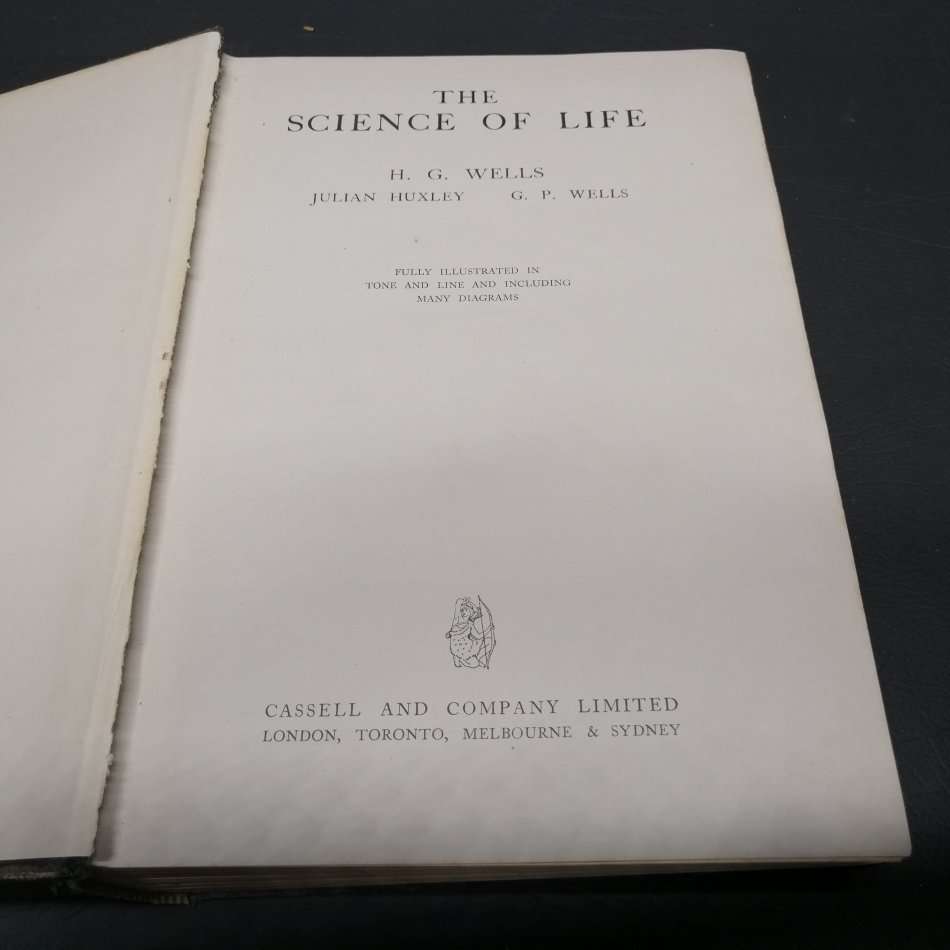 THE
SCIENCE OF LIFE
H. G. WELLS
JULIAN HUXLEY G. P. WELLS
FULLY ILLUSTRATED IN
TONE AND LINE AND INCLUDING
MANY DIAGRAMS
CASSELL AND COMPANY LIMITED
LONDON, TORONTO, MELBOURNE & SYDNEY